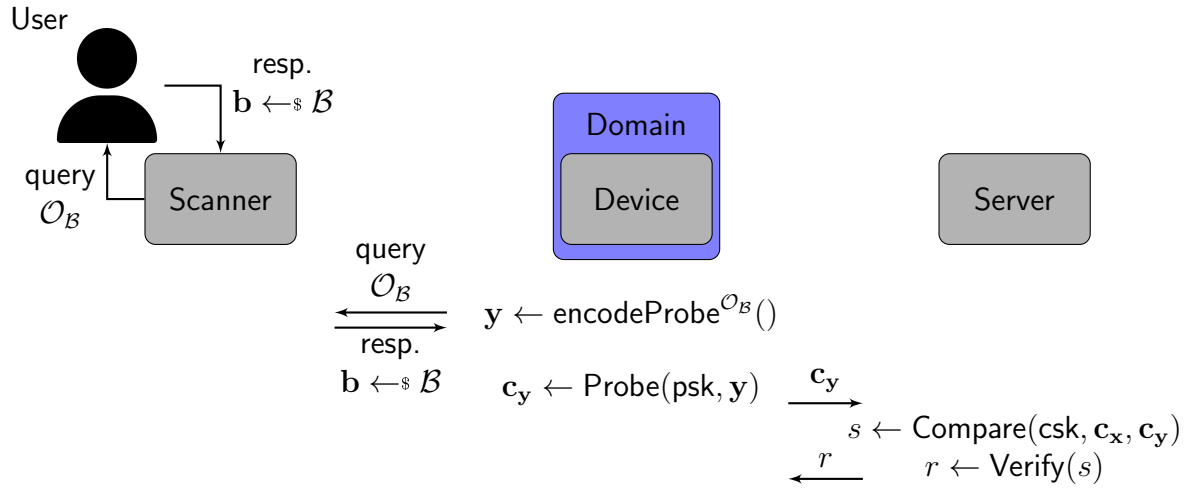 User
resp.
𝐛 ←$ ℬ
Domain
query
𝒪_ℬ
Scanner
Device
Server
query
𝒪_ℬ
𝐲 ← encodeProbe^{𝒪_ℬ}()
resp.
𝐛 ←$ ℬ
𝐜_𝐲 ← Probe(psk, 𝐲)
𝐜_𝐲
s ← Compare(csk, 𝐜_𝐱, 𝐜_𝐲)
r
r ← Verify(s)